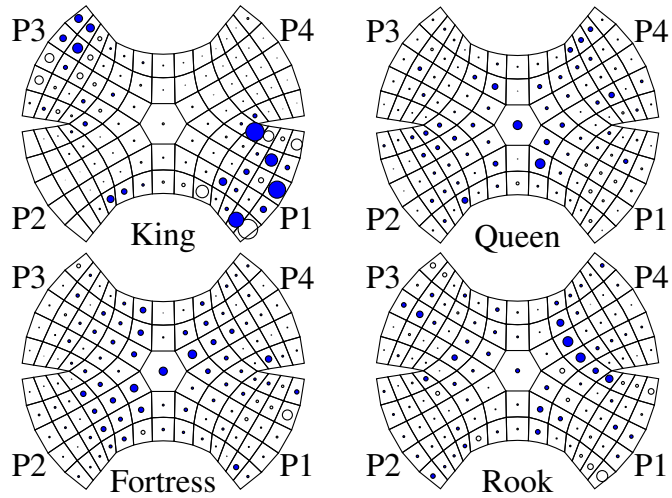 P3 P4 P3 P4
P2 P1 P2 P1
King Queen
P3 P4 P3 P4
P2 P1 P2 P1
Fortress Rook